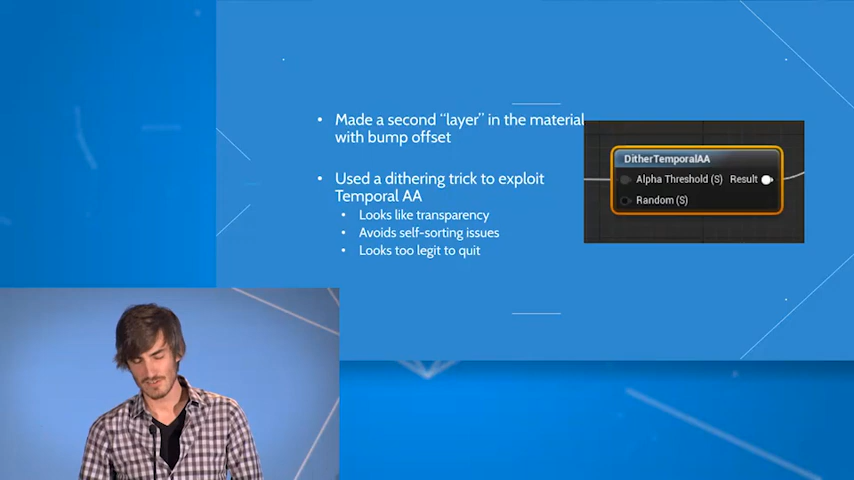 • Made a second “layer” in the material
with bump offset
• Used a dithering trick to exploit
Temporal AA
• Looks like transparency
• Avoids self-sorting issues
• Looks too legit to quit
DitherTemporalAA
Alpha Threshold (S) Result
Random (S)